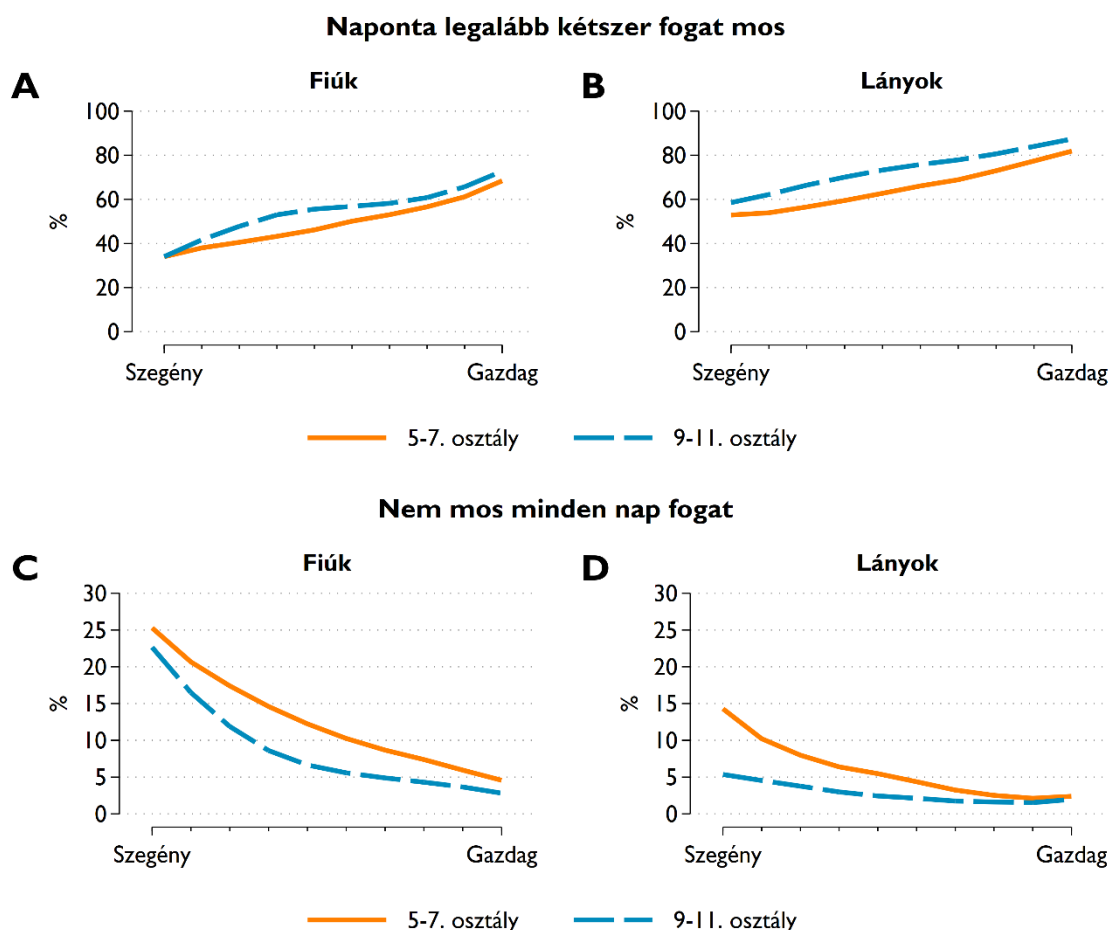 Naponta legalább kétszer fogat mos
A Fiúk
B Lányok
100
80
60
40
20
0
%
Szegény Gazdag
100
80
60
40
20
0
%
Szegény Gazdag
5-7. osztály 9-11. osztály
Nem mos minden nap fogat
C Fiúk
D Lányok
30
25
20
15
10
5
0
%
Szegény Gazdag
30
25
20
15
10
5
0
%
Szegény Gazdag
5-7. osztály 9-11. osztály